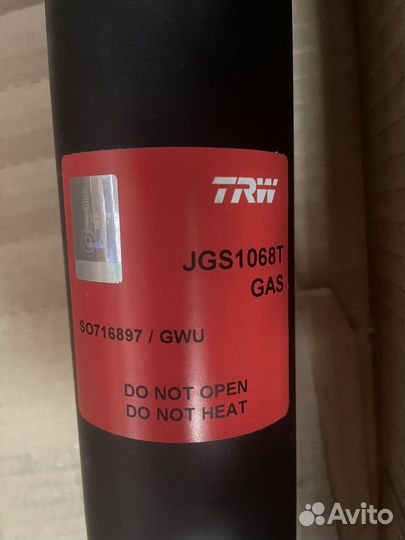 TRW
JGS1068T
GAS
SO716897 / GWU
DO NOT OPEN
DO NOT HEAT
Avito